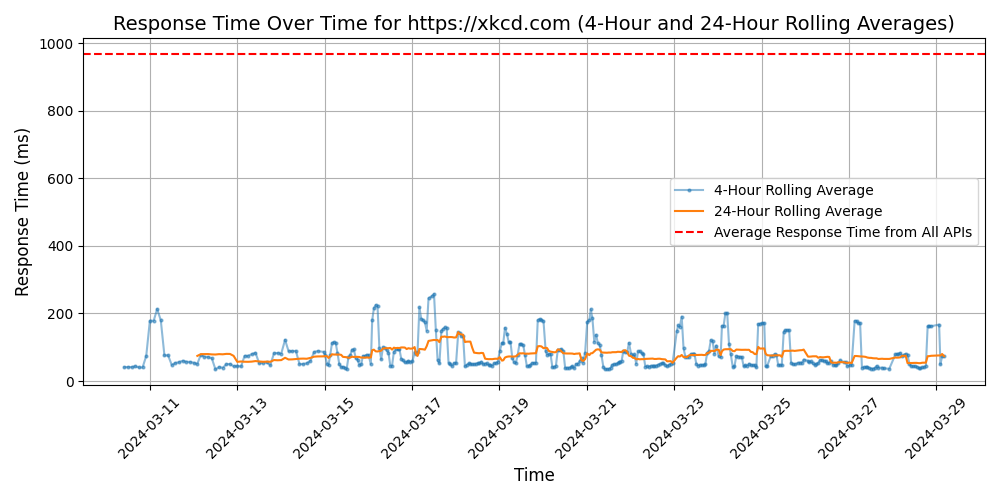 Response Time Over Time for https://xkcd.com (4-Hour and 24-Hour Rolling Averages)
1000
800
600
400
200
0
Response Time (ms)
4-Hour Rolling Average
24-Hour Rolling Average
Average Response Time from All APIs
2024-03-11
2024-03-13
2024-03-15
2024-03-17
2024-03-19
2024-03-21
2024-03-23
2024-03-25
2024-03-27
2024-03-29
Time